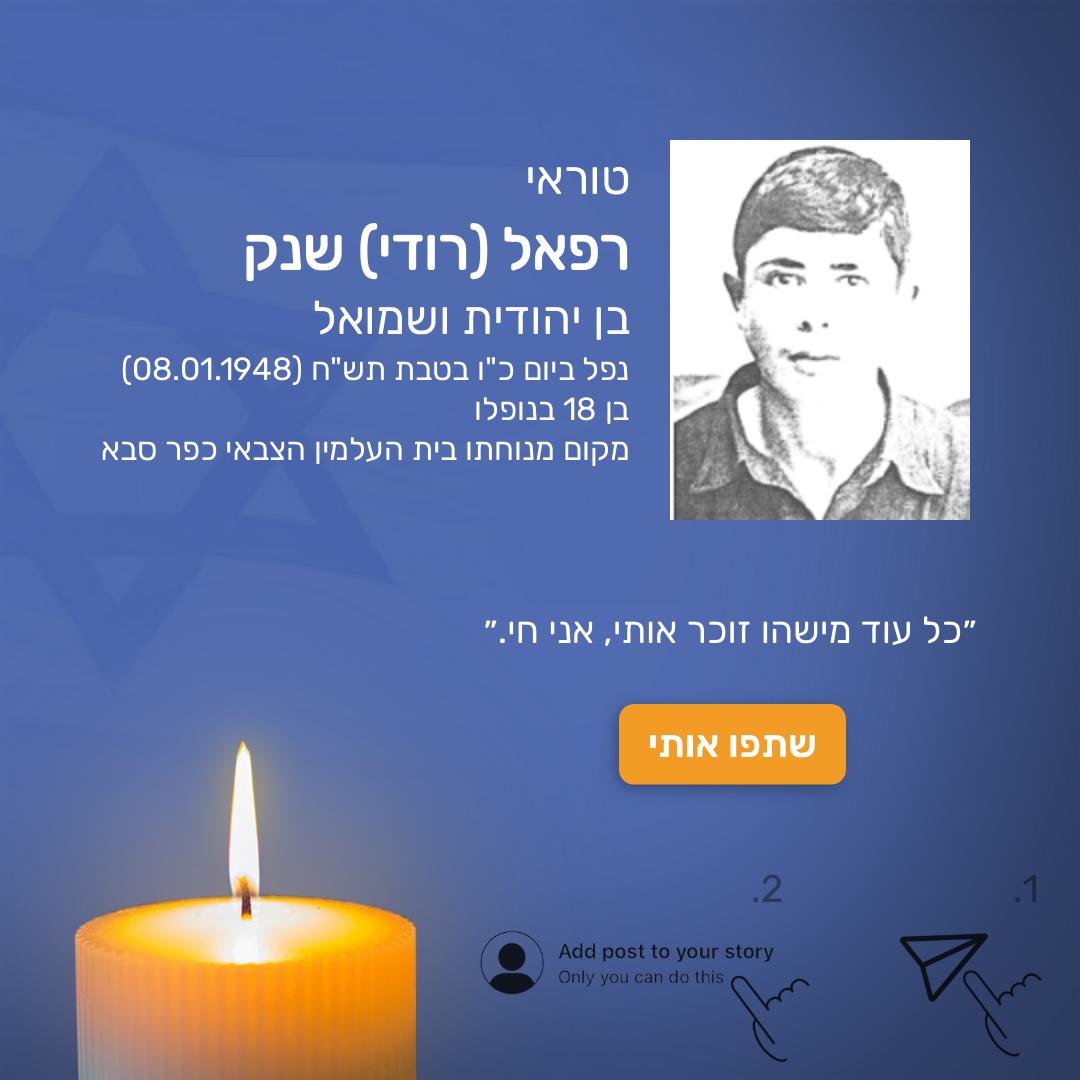 טוראי
רפאל (רודי) שנק
בן יהודית ושמואל
נפל ביום כ"ו בטבת תש"ח (08.01.1948)
בן 18 בנופלו
מקום מנוחתו בית העלמין הצבאי כפר סבא
״כל עוד מישהו זוכר אותי, אני חי.״
שתפו אותי
1.
2.
Add post to your story
Only you can do this